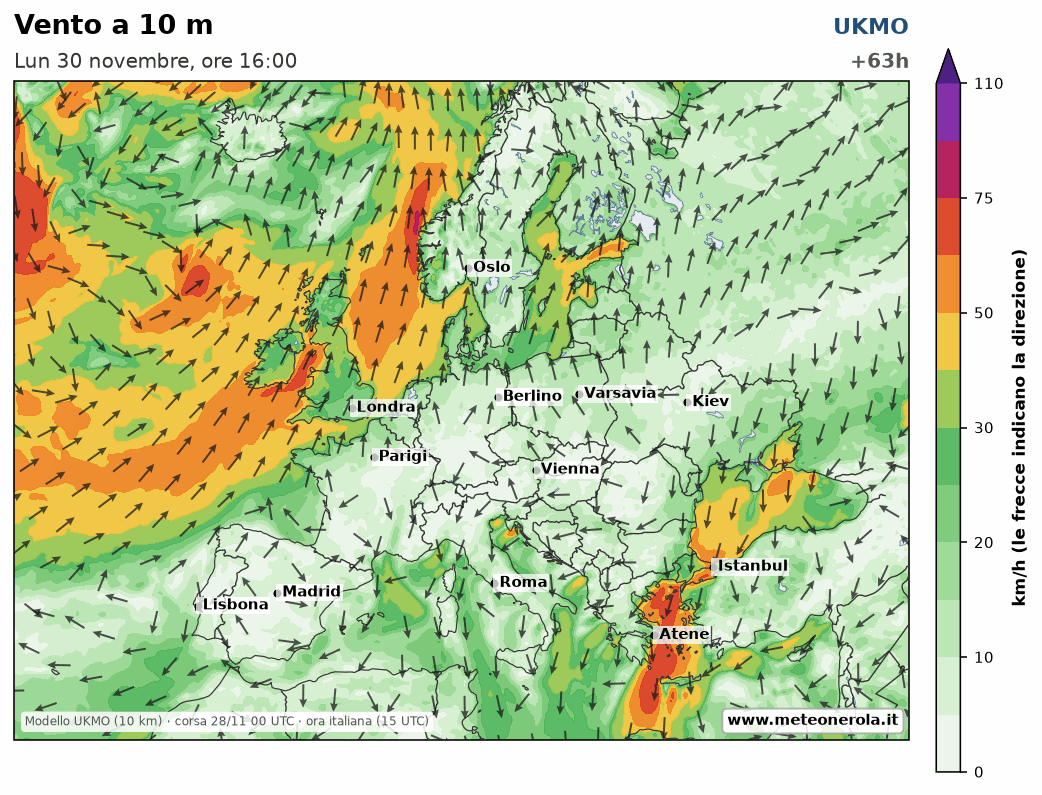 Vento a 10 m
UKMO
Lun 30 novembre, ore 16:00
+63h
Oslo
Londra
Berlino
Varsavia
Kiev
Parigi
Vienna
Istanbul
Roma
Madrid
Lisbona
Atene
Modello UKMO (10 km) · corsa 28/11 00 UTC · ora italiana (15 UTC)
www.meteonerola.it
110
75
50
30
20
10
0
km/h (le frecce indicano la direzione)